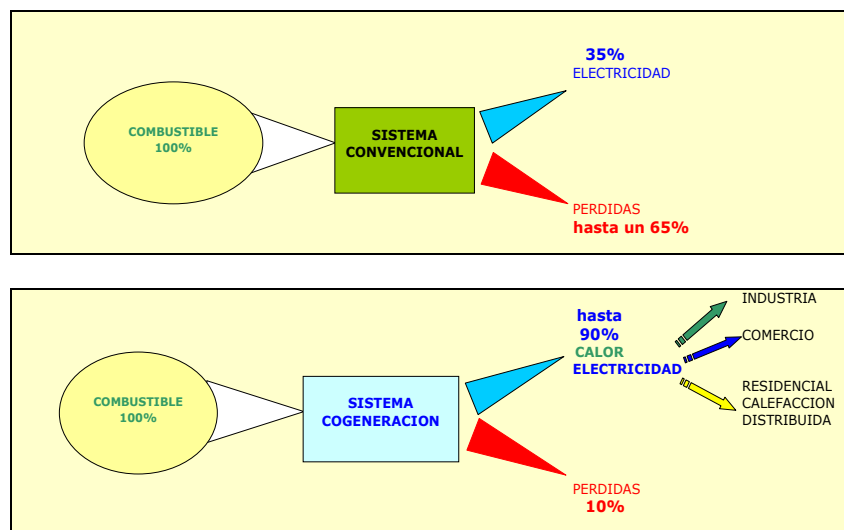 COMBUSTIBLE
100%
SISTEMA
CONVENCIONAL
35%
ELECTRICIDAD
PERDIDAS
hasta un 65%
COMBUSTIBLE
100%
SISTEMA
COGENERACION
hasta
90%
CALOR
ELECTRICIDAD
INDUSTRIA
COMERCIO
RESIDENCIAL
CALEFACCION
DISTRIBUIDA
PERDIDAS
10%